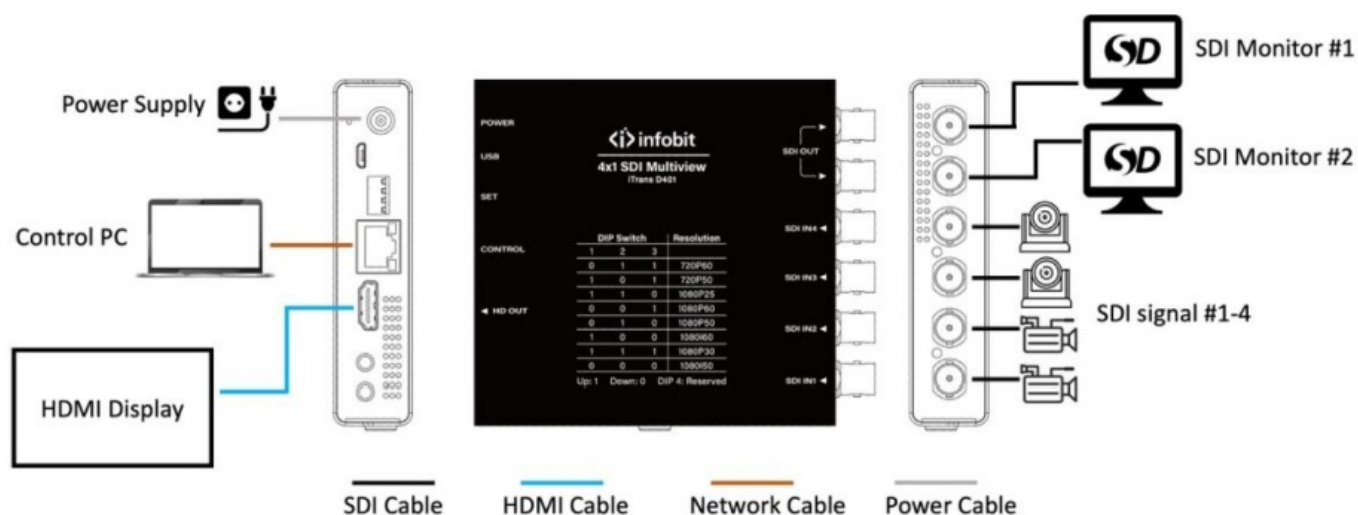 Power Supply
Control PC
HDMI Display
POWER
USB
SET
CONTROL
◄ HD OUT
infobit
4x1 SDI Multiview
iTrans D401
DIP Switch Resolution
1 2 3
0 1 1 720P60
1 0 1 720P50
1 1 0 1080P25
0 0 1 1080P60
0 1 0 1080P50
1 0 0 1080I60
1 1 1 1080P30
0 0 0 1080I50
Up: 1 Down: 0 DIP 4: Reserved
SDI OUT
SDI IN4 ◄
SDI IN3 ◄
SDI IN2 ◄
SDI IN1 ◄
SD
SDI Monitor #1
SD
SDI Monitor #2
SDI signal #1-4
SDI Cable
HDMI Cable
Network Cable
Power Cable